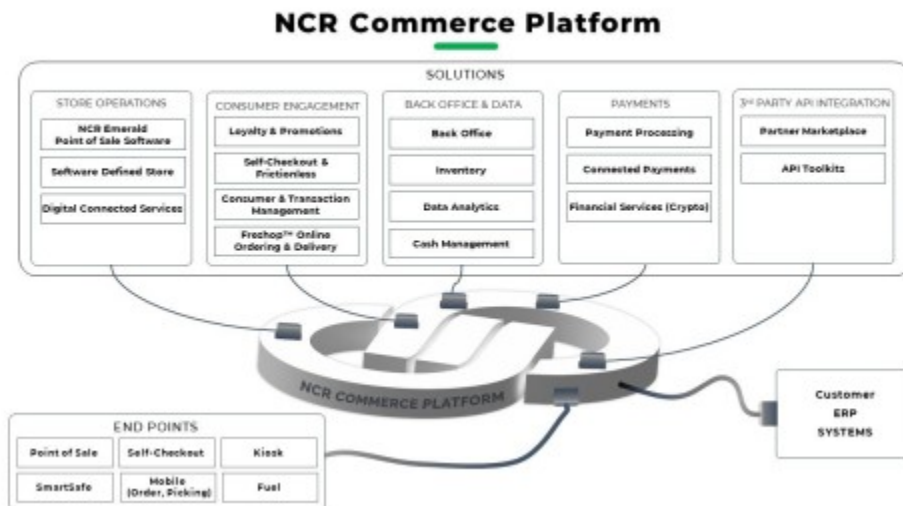 NCR Commerce Platform
SOLUTIONS
STORE OPERATIONS
NCR Emerald
Point of Sale Software
Software Defined Store
Digital Connected Services
CONSUMER ENGAGEMENT
Loyalty & Promotions
Self-Checkout &
Frictionless
Consumer & Transaction
Management
Freshop™ Online
Ordering & Delivery
BACK OFFICE & DATA
Back Office
Inventory
Data Analytics
Cash Management
PAYMENTS
Payment Processing
Connected Payments
Financial Services (Crypto)
3RD PARTY API INTEGRATION
Partner Marketplace
API Toolkits
NCR COMMERCE PLATFORM
Customer
ERP
SYSTEMS
END POINTS
Point of Sale
Self-Checkout
Kiosk
SmartSafe
Mobile
(Order, Picking)
Fuel